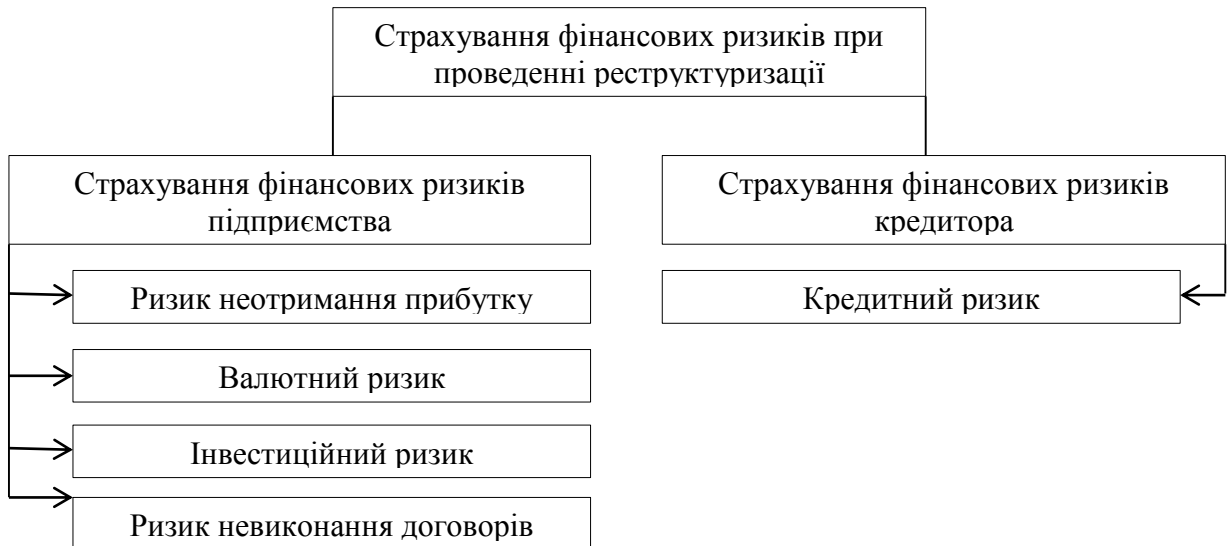 Страхування фінансових ризиків при
проведенні реструктуризації
Страхування фінансових ризиків
підприємства
Страхування фінансових ризиків
кредитора
Ризик неотримання прибутку
Кредитний ризик
Валютний ризик
Інвестиційний ризик
Ризик невиконання договорів